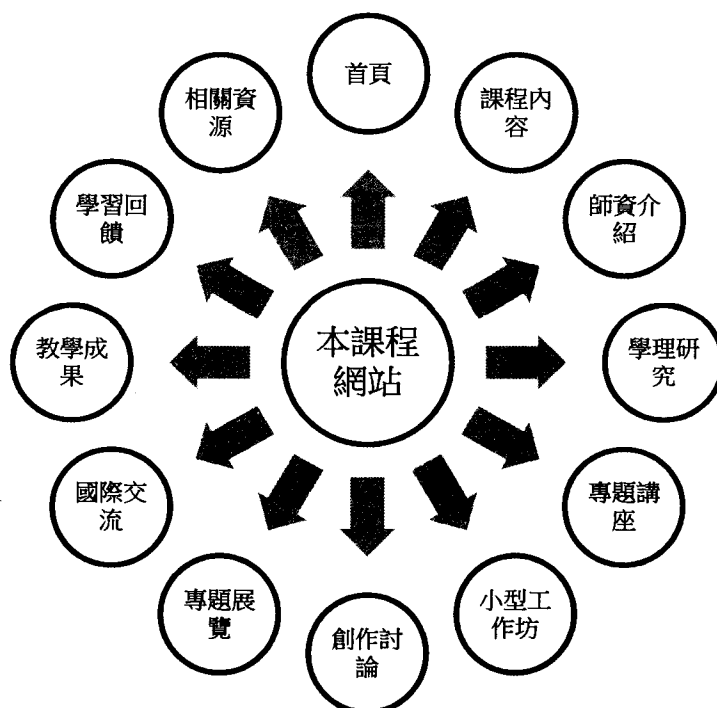 首頁
課程內
容
師資介
紹
學理研
究
專題講
座
小型工
作坊
創作討
論
專題展
覽
國際交
流
教學成
果
學習回
饋
相關資
源
本課程
網站